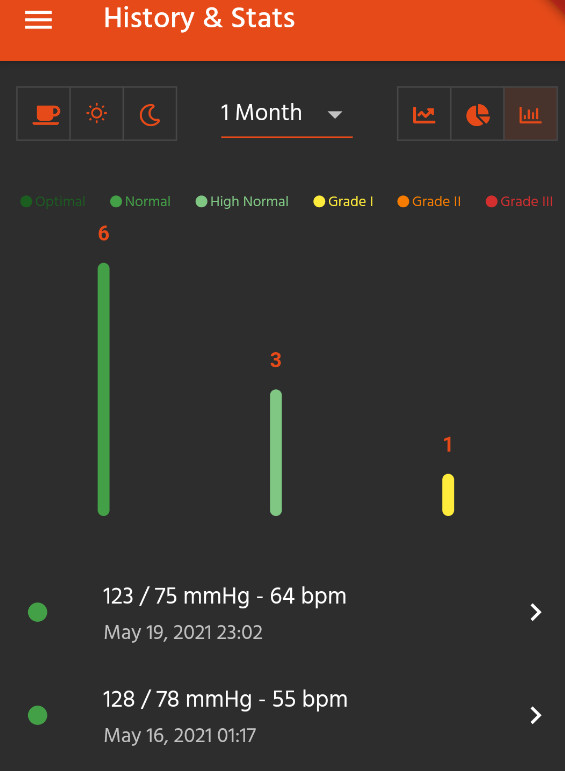 History & Stats
1 Month
Optimal Normal High Normal Grade I Grade II Grade III
6
3
1
123 / 75 mmHg - 64 bpm
May 19, 2021 23:02
128 / 78 mmHg - 55 bpm
May 16, 2021 01:17